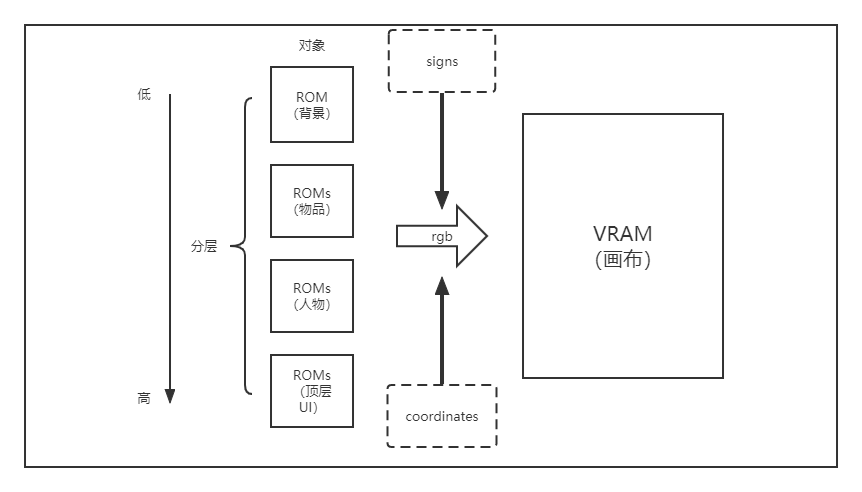 对象
signs
低
ROM
（背景）
ROMs
（物品）
分层
rgb
VRAM
（画布）
ROMs
（人物）
高
ROMs
（顶层
UI）
coordinates